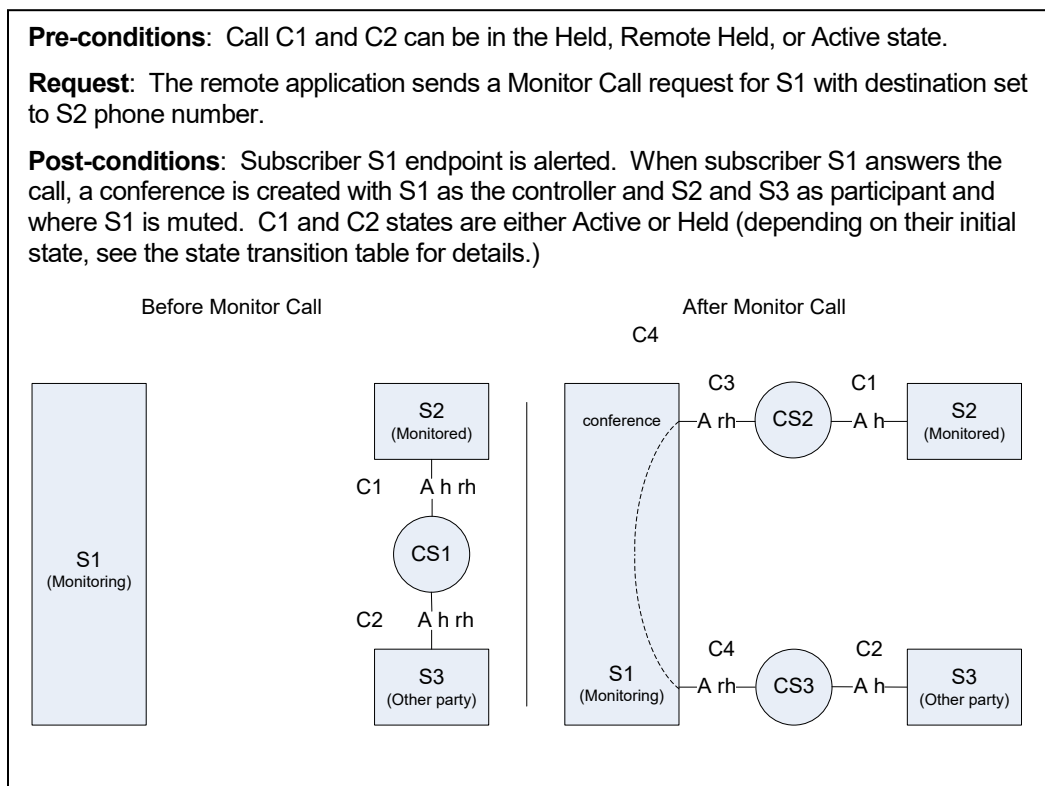 Pre-conditions: Call C1 and C2 can be in the Held, Remote Held, or Active state.
Request: The remote application sends a Monitor Call request for S1 with destination set
to S2 phone number.
Post-conditions: Subscriber S1 endpoint is alerted. When subscriber S1 answers the
call, a conference is created with S1 as the controller and S2 and S3 as participant and
where S1 is muted. C1 and C2 states are either Active or Held (depending on their initial
state, see the state transition table for details.)
Before Monitor Call
S1
(Monitoring)
S2
(Monitored)
C1
A h rh
CS1
C2
A h rh
S3
(Other party)
After Monitor Call
C4
conference
C3
A rh
CS2
C1
A h
S2
(Monitored)
S1
(Monitoring)
C4
A rh
CS3
C2
A h
S3
(Other party)